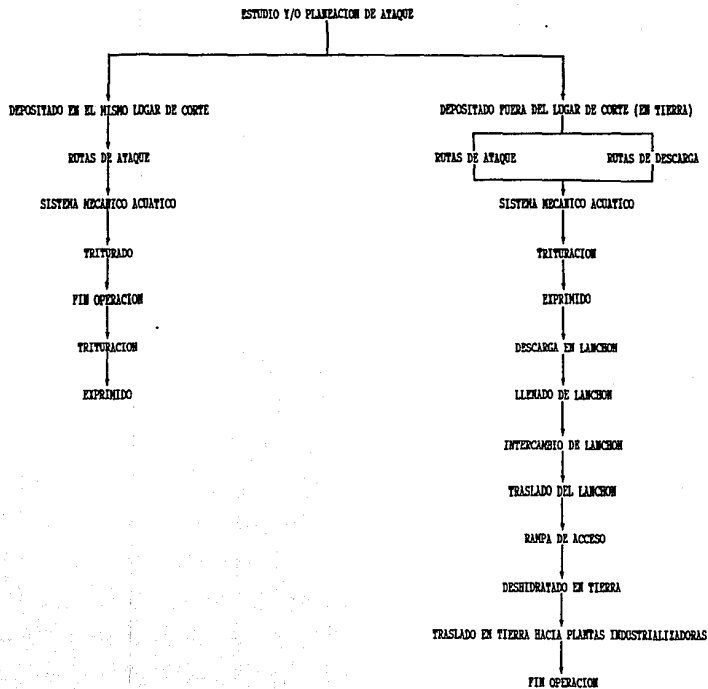 ESTUDIO Y/O PLANEACION DE ATAQUE
DEPOSITADO EN EL MISMO LUGAR DE CORTE
RUTAS DE ATAQUE
SISTEMA MECANICO ACUATICO
TRITURADO
FIN OPERACION
TRITURACION
EXPRIMIDO
DEPOSITADO FUERA DEL LUGAR DE CORTE (EN TIERRA)
RUTAS DE ATAQUE
RUTAS DE DESCARGA
SISTEMA MECANICO ACUATICO
TRITURACION
EXPRIMIDO
DESCARGA EN LANCHON
LLENADO DE LANCHON
INTERCAMBIO DE LANCHON
TRASLADO DEL LANCHON
RAMPA DE ACCESO
DESHIDRATADO EN TIERRA
TRASLADO EN TIERRA HACIA PLANTAS INDUSTRIALIZADORAS
FIN OPERACION